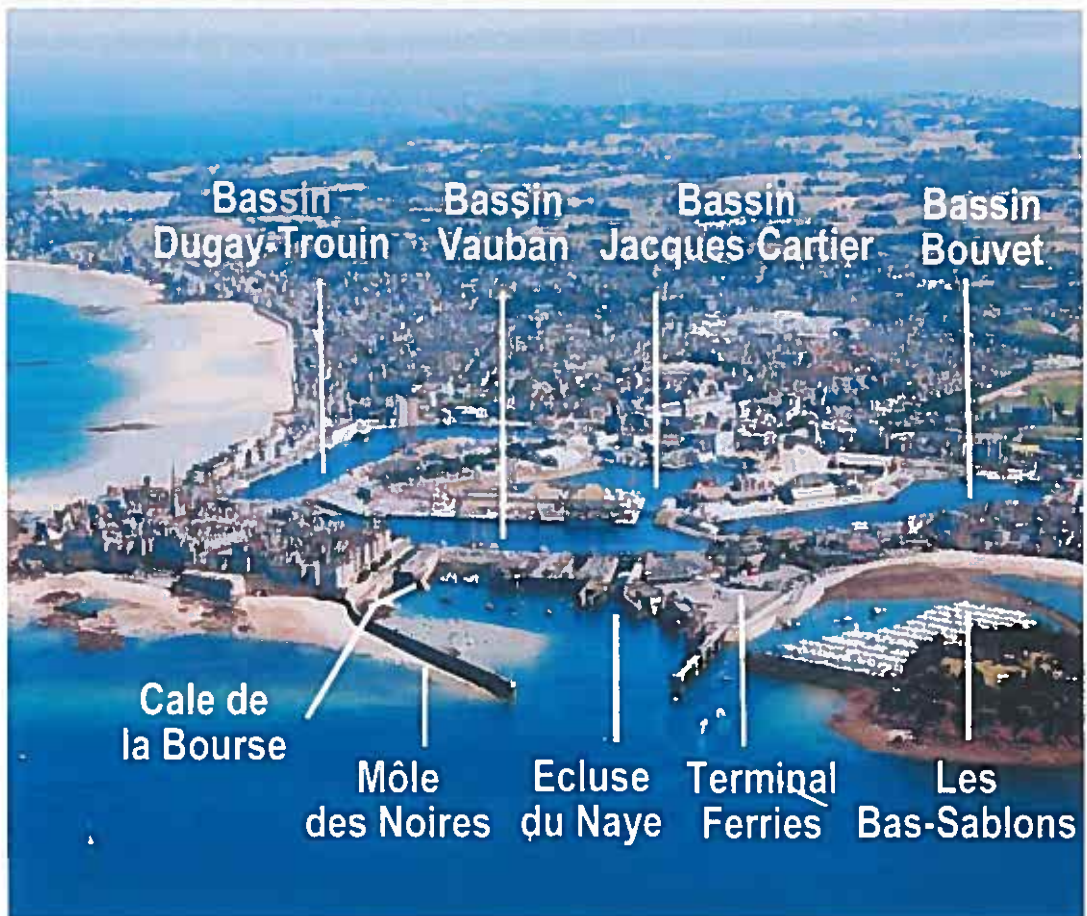 Bassin
Dugay-Trouin
Bassin
Vauban
Bassin
Jacques Cartier
Bassin
Bouvet
Cale de
la Bourse
Môle
des Noires
Ecluse
du Naye
Terminal
Ferries
Les
Bas-Sablons